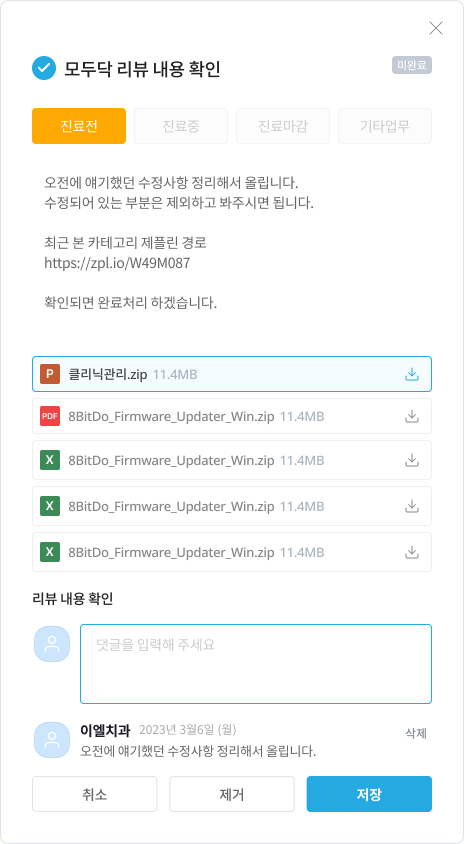 모두닥 리뷰 내용 확인
미완료
진료전 진료중 진료마감 기타업무
오전에 얘기했던 수정사항 정리해서 올립니다.
수정되어 있는 부분은 제외하고 봐주시면 됩니다.
최근 본 카테고리 제플린 경로
https://zpl.io/W49M087
확인되면 완료처리 하겠습니다.
P 클리닉관리.zip 11.4MB
PDF 8BitDo_Firmware_Updater_Win.zip 11.4MB
X 8BitDo_Firmware_Updater_Win.zip 11.4MB
X 8BitDo_Firmware_Updater_Win.zip 11.4MB
X 8BitDo_Firmware_Updater_Win.zip 11.4MB
리뷰 내용 확인
댓글을 입력해 주세요
이엘치과 2023년 3월6일 (월)
삭제
오전에 얘기했던 수정사항 정리해서 올립니다.
취소 제거 저장